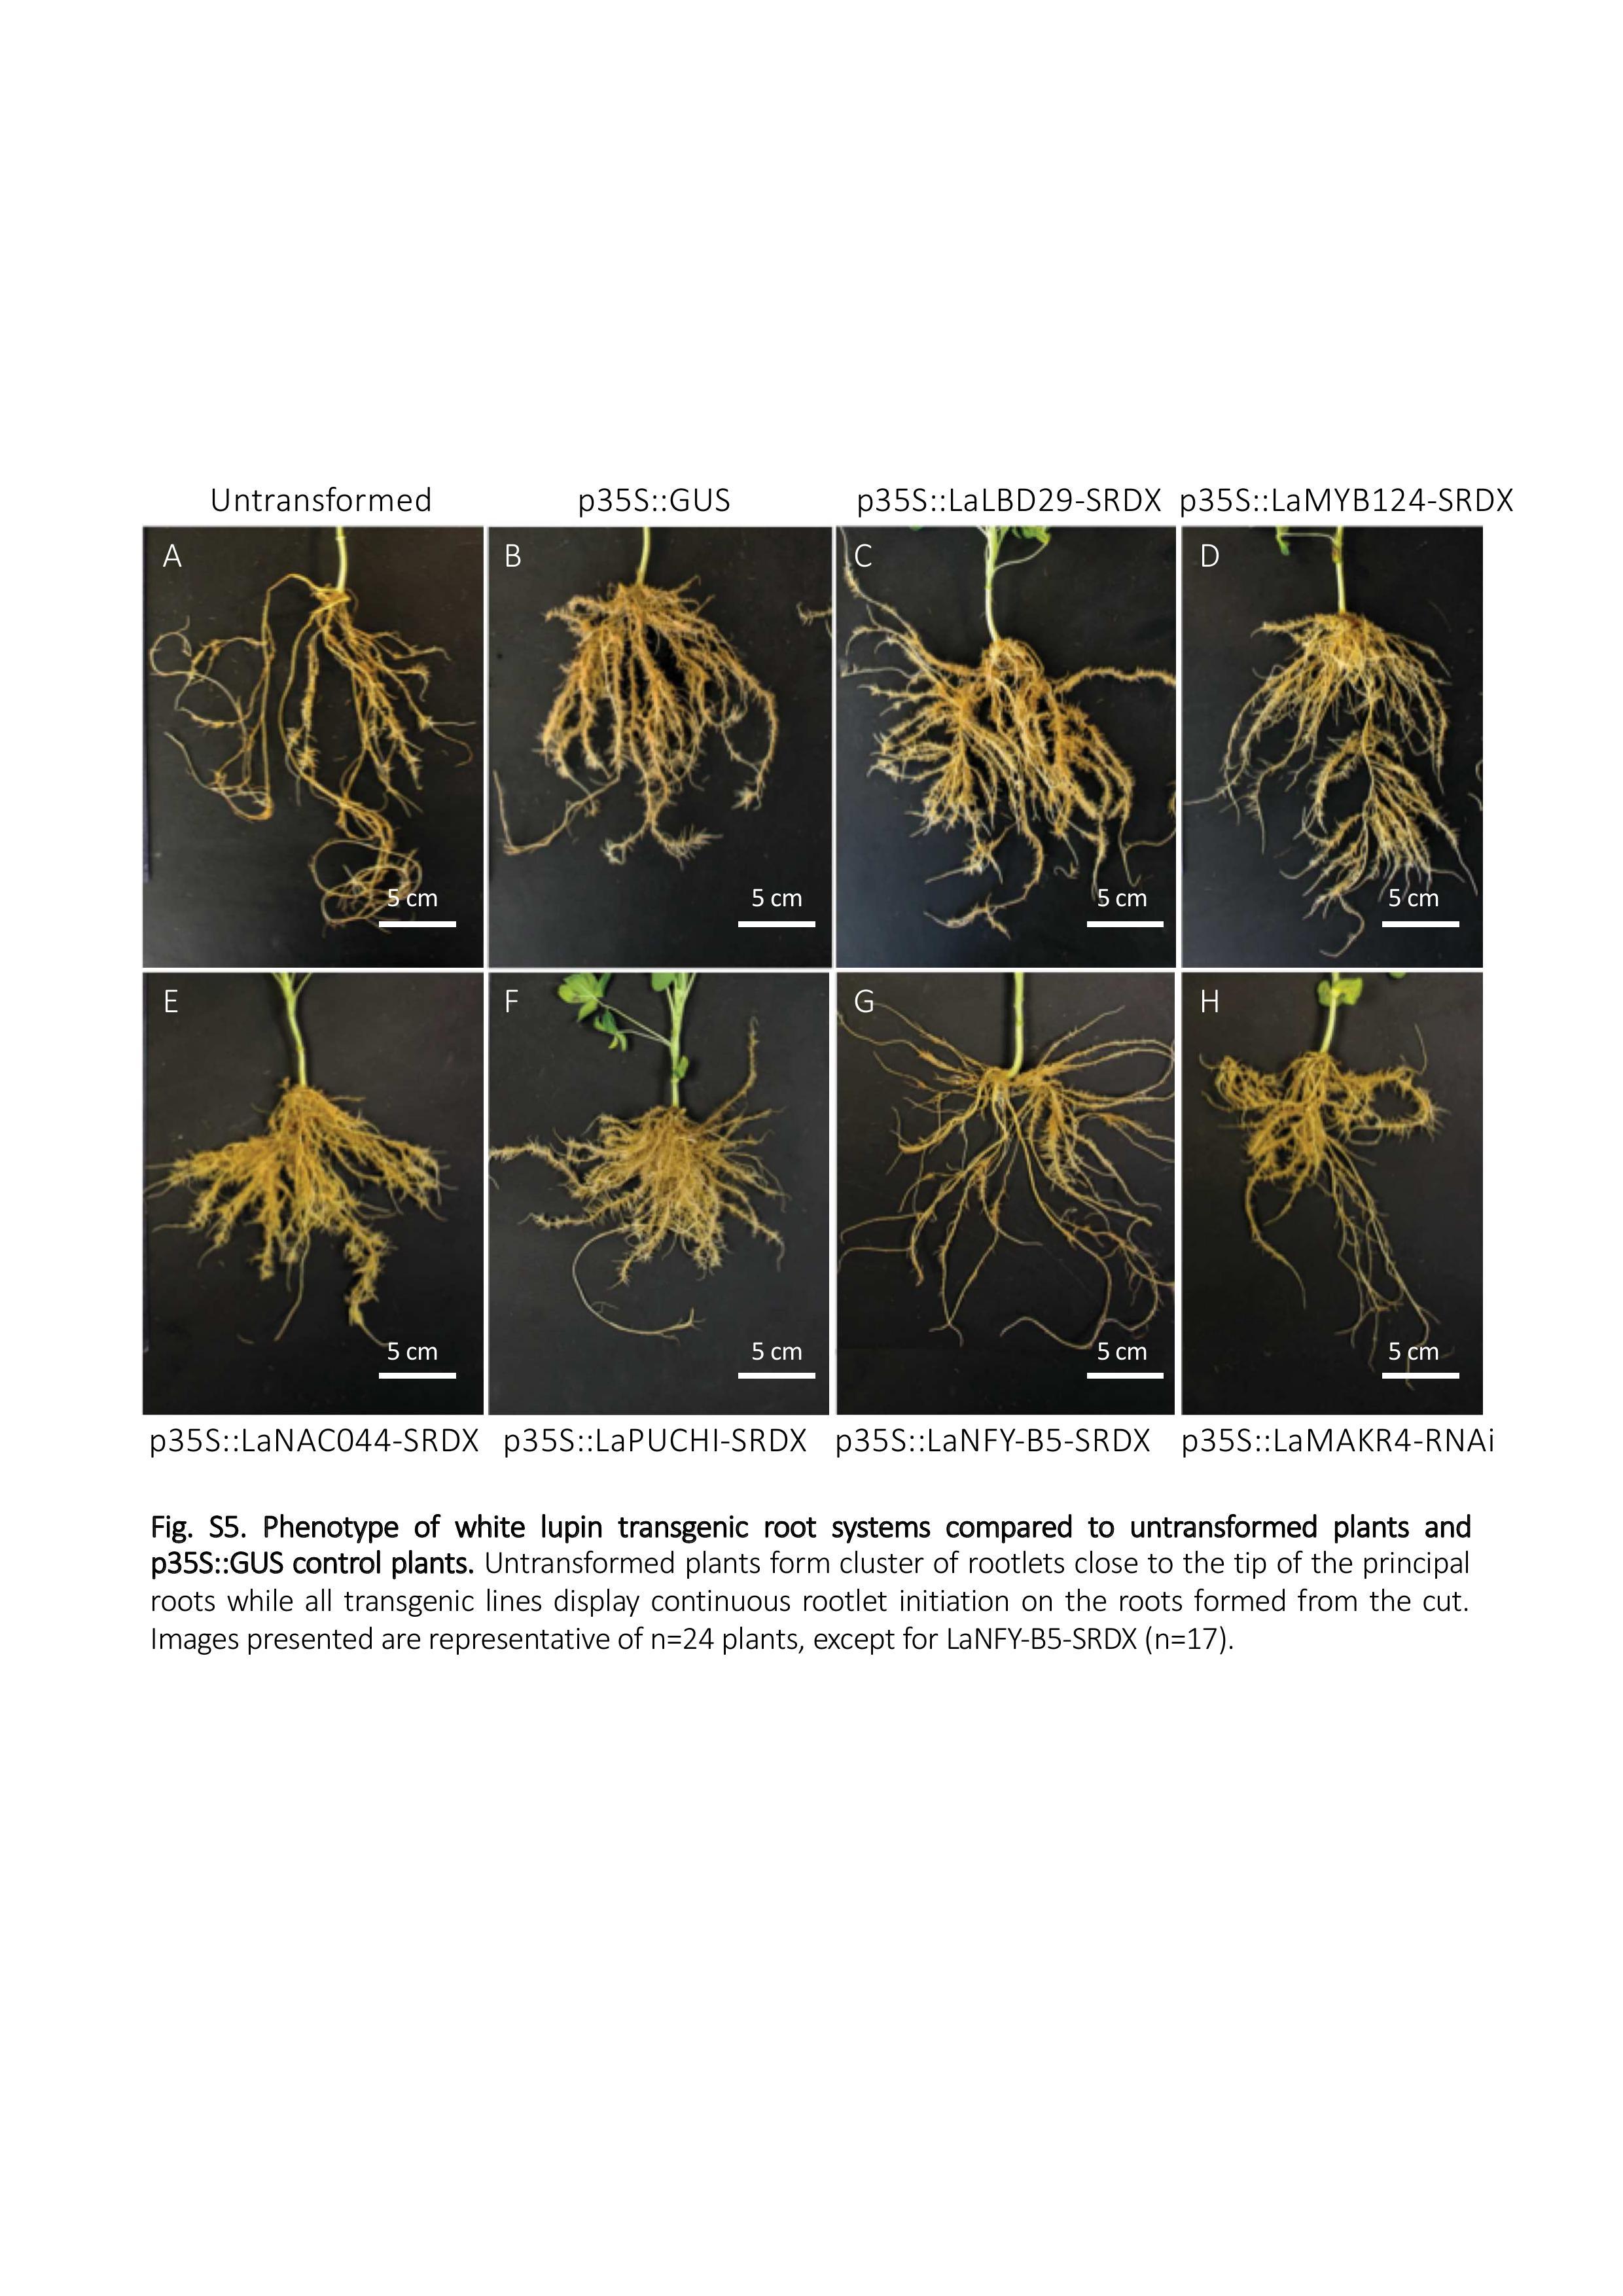 Untransformed p35S::GUS p35S::LaLBD29-SRDX p35S::LaMYB124-SRDX
A B C D
5 cm 5 cm 5 cm 5 cm
E F G H
5 cm 5 cm 5 cm 5 cm
p35S::LaNAC044-SRDX p35S::LaPUCHI-SRDX p35S::LaNFY-B5-SRDX p35S::LaMAKR4-RNAi
Fig. S5. Phenotype of white lupin transgenic root systems compared to untransformed plants and
p35S::GUS control plants. Untransformed plants form cluster of rootlets close to the tip of the principal
roots while all transgenic lines display continuous rootlet initiation on the roots formed from the cut.
Images presented are representative of n=24 plants, except for LaNFY-B5-SRDX (n=17).